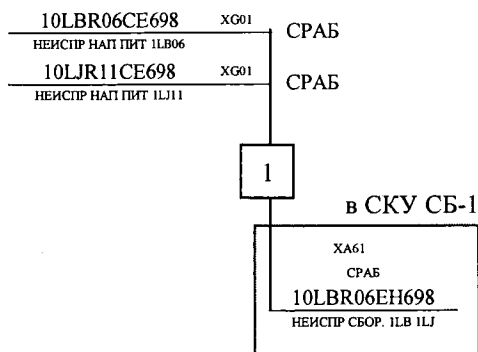 10LBR06CE698 XG01 СРАБ
НЕИСПР НАП ПИТ 1LB06
10LJR11CE698 XG01 СРАБ
НЕИСПР НАП ПИТ 1LJ11
1
в СКУ СБ-1
XA61
СРАБ
10LBR06EH698
НЕИСПР СБОР. 1LB 1LJ